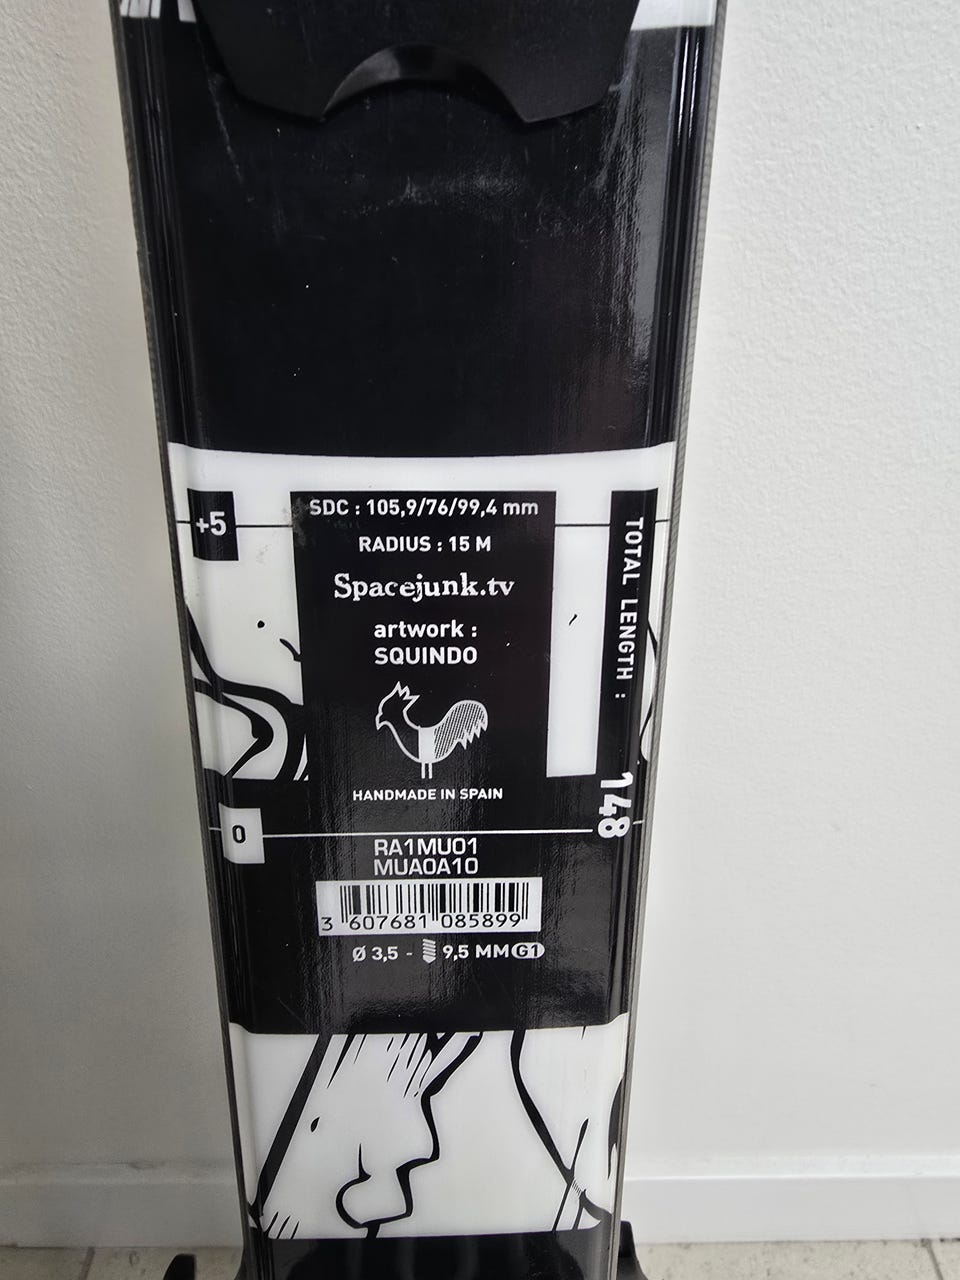 SDC : 105,9/76/99,4 mm
+5
RADIUS : 15 M
Spacejunk.tv
artwork :
SQUINDO
TOTAL LENGTH : 148
HANDMADE IN SPAIN
0
RA1MU01
MUA0A10
3 607681 085899
Ø 3,5 - 9,5 MM G1